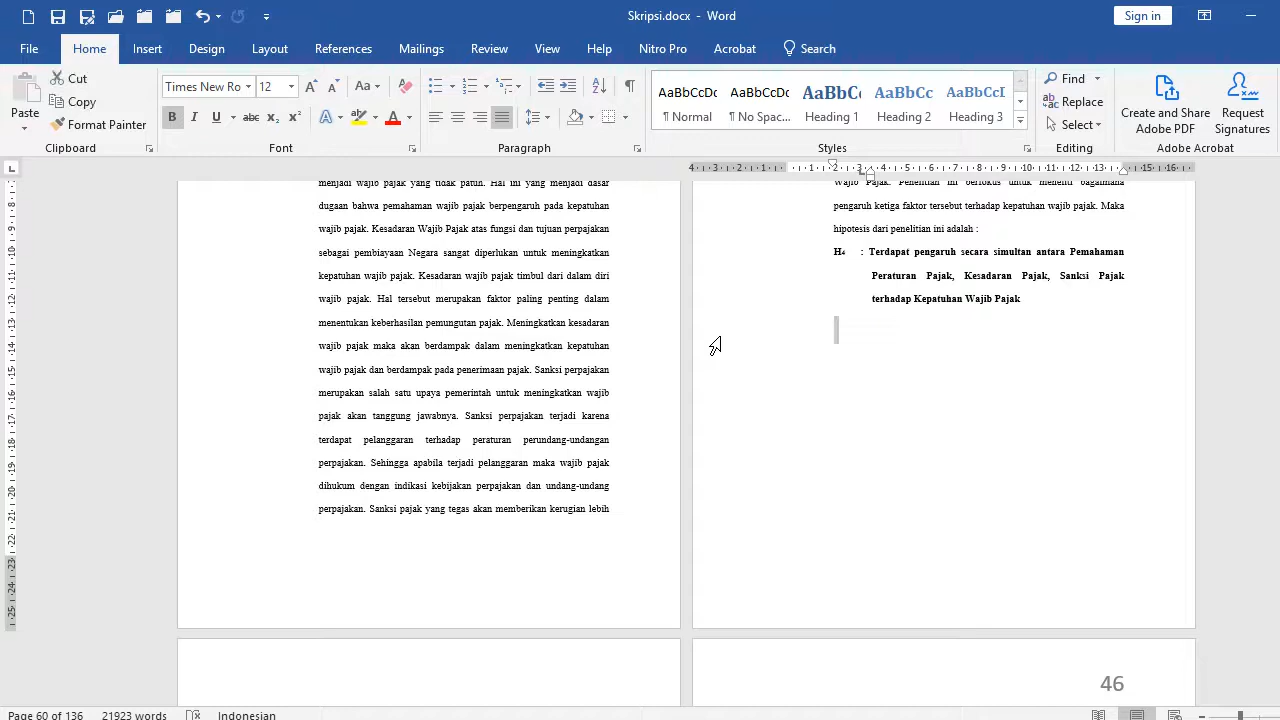 Skripsi.docx - Word
Sign in
File Home Insert Design Layout References Mailings Review View Help Nitro Pro Acrobat Search
Paste
Cut
Copy
Format Painter
Clipboard
Times New Ro 12
Font
Paragraph
AaBbCcDc AaBbCcDc AaBbCc AaBbCc AaBbCcD
¶ Normal ¶ No Spac... Heading 1 Heading 2 Heading 3
Styles
Find
Replace
Select
Editing
Create and Share Adobe PDF
Request Signatures
Adobe Acrobat
menjadi wajib pajak yang tidak patuh. Hal ini yang menjadi dasar
dugaan bahwa pemahaman wajib pajak berpengaruh pada kepatuhan
wajib pajak. Kesadaran Wajib Pajak atas fungsi dan tujuan perpajakan
sebagai pembiayaan Negara sangat diperlukan untuk meningkatkan
kepatuhan wajib pajak. Kesadaran wajib pajak timbul dari dalam diri
wajib pajak. Hal tersebut merupakan faktor paling penting dalam
menentukan keberhasilan pemungutan pajak. Meningkatkan kesadaran
wajib pajak maka akan berdampak dalam meningkatkan kepatuhan
wajib pajak dan berdampak pada penerimaan pajak. Sanksi perpajakan
merupakan salah satu upaya pemerintah untuk meningkatkan wajib
pajak akan tanggung jawabnya. Sanksi perpajakan terjadi karena
terdapat pelanggaran terhadap peraturan perundang-undangan
perpajakan. Sehingga apabila terjadi pelanggaran maka wajib pajak
dihukum dengan indikasi kebijakan perpajakan dan undang-undang
perpajakan. Sanksi pajak yang tegas akan memberikan kerugian lebih
Wajib Pajak. Penelitian ini berfokus untuk meneliti bagaimana
pengaruh ketiga faktor tersebut terhadap kepatuhan wajib pajak. Maka
hipotesis dari penelitian ini adalah :
H4 : Terdapat pengaruh secara simultan antara Pemahaman
Peraturan Pajak, Kesadaran Pajak, Sanksi Pajak
terhadap Kepatuhan Wajib Pajak
46
Page 60 of 136 21923 words Indonesian